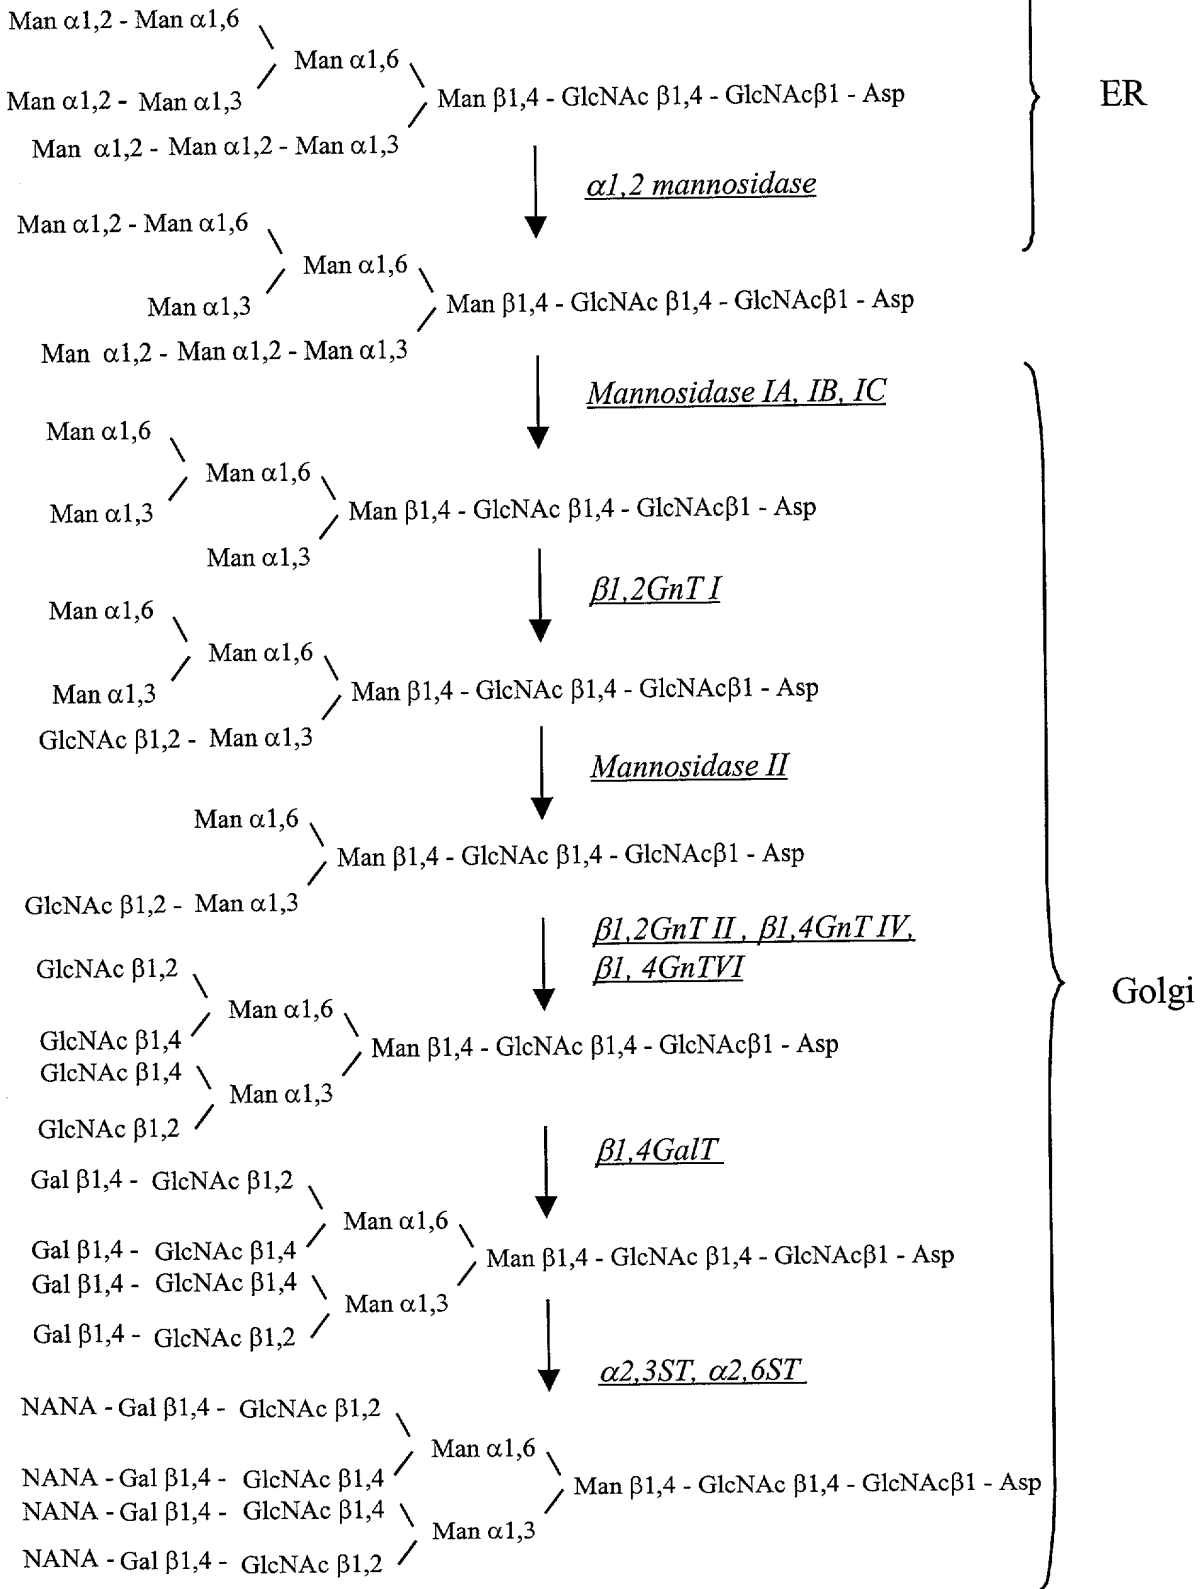 Man α1,2 - Man α1,6
Man α1,6
ER
Man α1,2 - Man α1,3
Man β1,4 - GlcNAc β1,4 - GlcNAcβ1 - Asp
Man α1,2 - Man α1,2 - Man α1,3
α1,2 mannosidase
Man α1,2 - Man α1,6
Man α1,6
Man α1,3
Man β1,4 - GlcNAc β1,4 - GlcNAcβ1 - Asp
Man α1,2 - Man α1,2 - Man α1,3
Mannosidase IA, IB, IC
Man α1,6
Man α1,6
Man α1,3
Man β1,4 - GlcNAc β1,4 - GlcNAcβ1 - Asp
Man α1,3
β1,2GnT I
Man α1,6
Man α1,6
Man α1,3
Man β1,4 - GlcNAc β1,4 - GlcNAcβ1 - Asp
GlcNAc β1,2 - Man α1,3
Mannosidase II
Man α1,6
Man β1,4 - GlcNAc β1,4 - GlcNAcβ1 - Asp
GlcNAc β1,2 - Man α1,3
β1,2GnT II , β1,4GnT IV,
β1, 4GnTVI
GlcNAc β1,2
Man α1,6
Golgi
GlcNAc β1,4
Man β1,4 - GlcNAc β1,4 - GlcNAcβ1 - Asp
GlcNAc β1,4
Man α1,3
GlcNAc β1,2
β1,4GalT
Gal β1,4 - GlcNAc β1,2
Man α1,6
Gal β1,4 - GlcNAc β1,4
Man β1,4 - GlcNAc β1,4 - GlcNAcβ1 - Asp
Gal β1,4 - GlcNAc β1,4
Man α1,3
Gal β1,4 - GlcNAc β1,2
α2,3ST, α2,6ST
NANA - Gal β1,4 - GlcNAc β1,2
Man α1,6
NANA - Gal β1,4 - GlcNAc β1,4
Man β1,4 - GlcNAc β1,4 - GlcNAcβ1 - Asp
NANA - Gal β1,4 - GlcNAc β1,4
Man α1,3
NANA - Gal β1,4 - GlcNAc β1,2